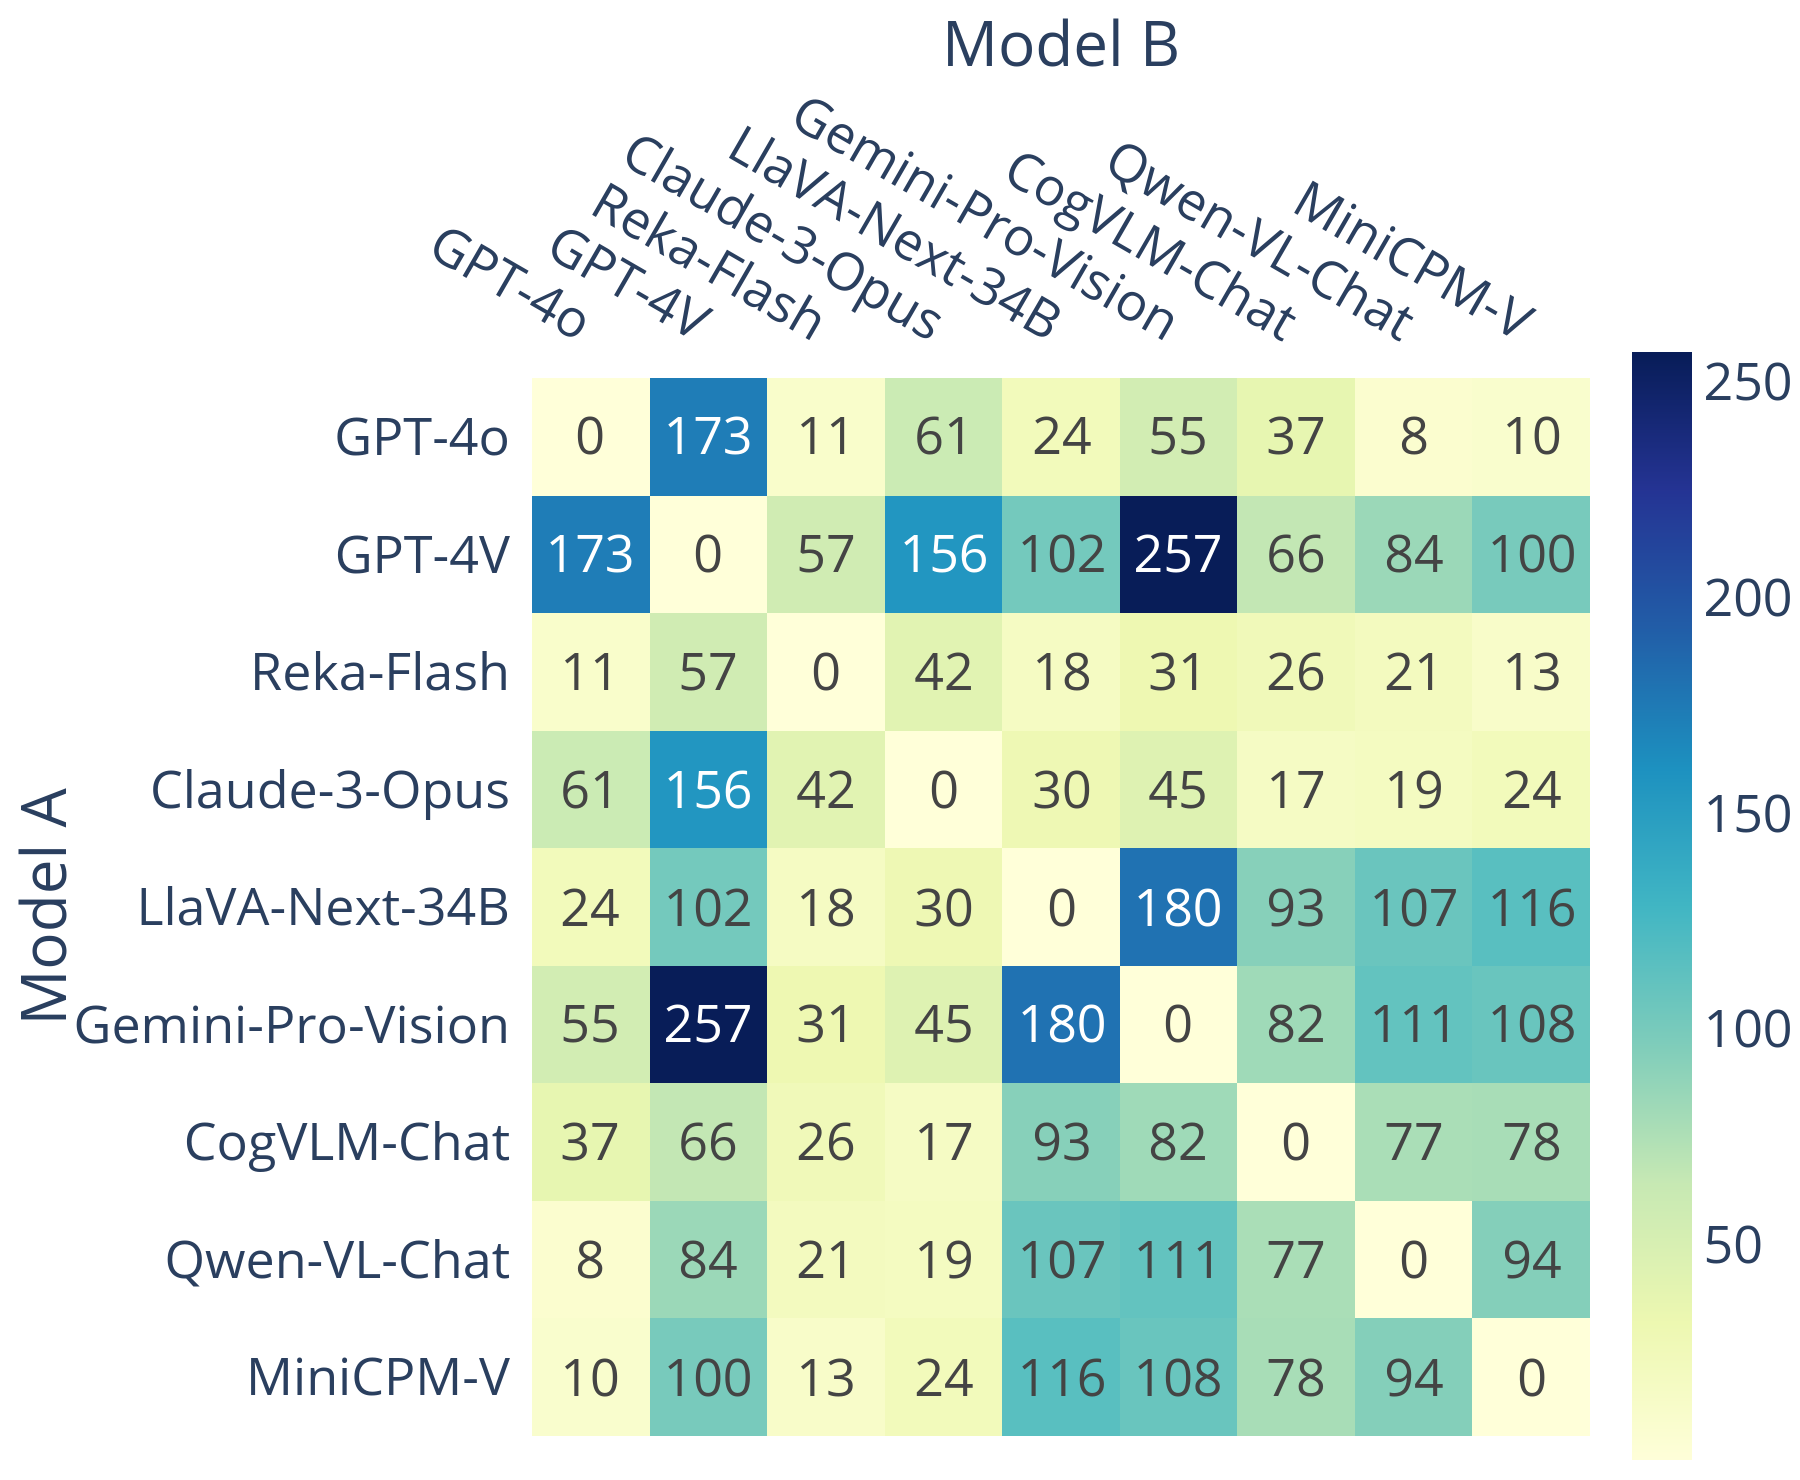 Model B
GPT-4o
GPT-4V
Reka-Flash
Claude-3-Opus
LlaVA-Next-34B
Gemini-Pro-Vision
CogVLM-Chat
Qwen-VL-Chat
MiniCPM-V
Model A
GPT-4o 0 173 11 61 24 55 37 8 10
GPT-4V 173 0 57 156 102 257 66 84 100
Reka-Flash 11 57 0 42 18 31 26 21 13
Claude-3-Opus 61 156 42 0 30 45 17 19 24
LlaVA-Next-34B 24 102 18 30 0 180 93 107 116
Gemini-Pro-Vision 55 257 31 45 180 0 82 111 108
CogVLM-Chat 37 66 26 17 93 82 0 77 78
Qwen-VL-Chat 8 84 21 19 107 111 77 0 94
MiniCPM-V 10 100 13 24 116 108 78 94 0
250
200
150
100
50